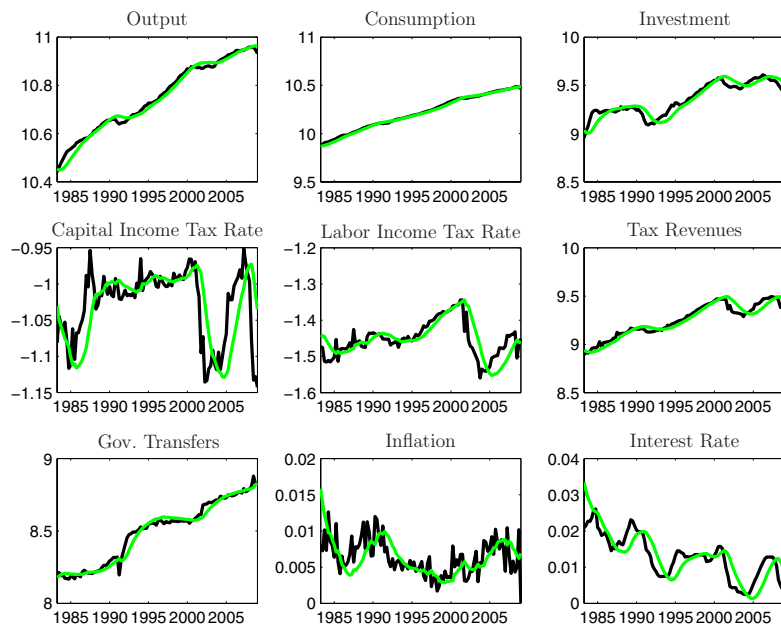 Output
11
10.8
10.6
10.4
1985 1990 1995 2000 2005
Consumption
11
10.5
10
9.5
1985 1990 1995 2000 2005
Investment
10
9.5
9
8.5
1985 1990 1995 2000 2005
Capital Income Tax Rate
−0.95
−1
−1.05
−1.1
−1.15
1985 1990 1995 2000 2005
Labor Income Tax Rate
−1.2
−1.3
−1.4
−1.5
−1.6
1985 1990 1995 2000 2005
Tax Revenues
10
9.5
9
8.5
1985 1990 1995 2000 2005
Gov. Transfers
9
8.5
8
1985 1990 1995 2000 2005
Inflation
0.02
0.015
0.01
0.005
0
1985 1990 1995 2000 2005
Interest Rate
0.04
0.03
0.02
0.01
0
1985 1990 1995 2000 2005